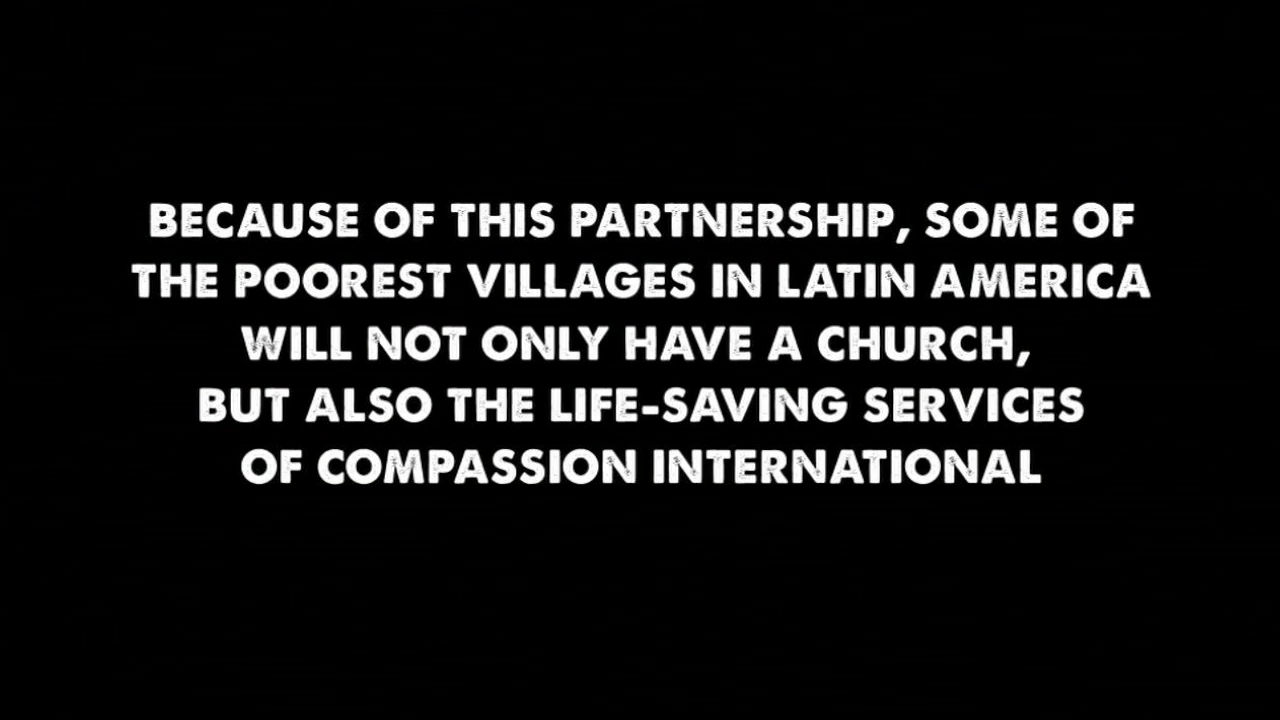 BECAUSE OF THIS PARTNERSHIP, SOME OF
THE POOREST VILLAGES IN LATIN AMERICA
WILL NOT ONLY HAVE A CHURCH,
BUT ALSO THE LIFE-SAVING SERVICES
OF COMPASSION INTERNATIONAL